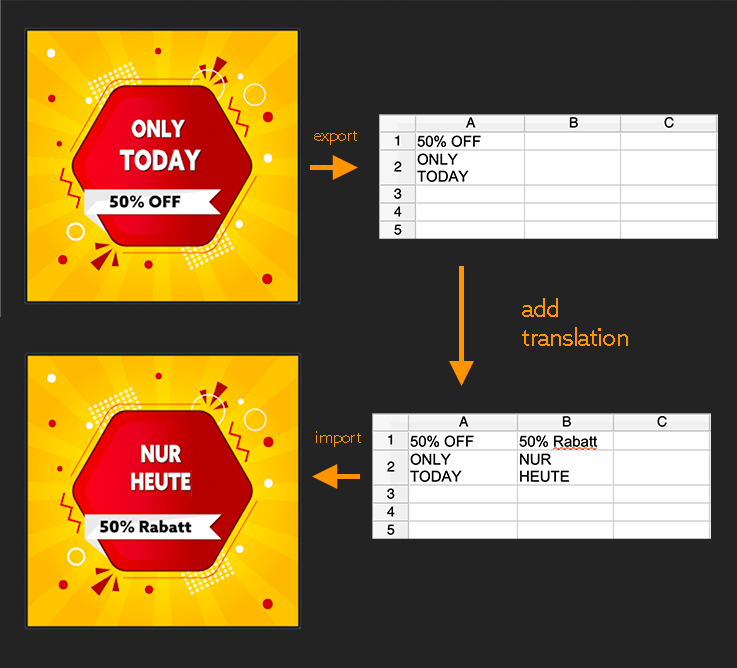 ONLY
TODAY
50% OFF
export
A B C
1 50% OFF
2 ONLY
TODAY
3
4
5
add
translation
A B C
1 50% OFF 50% Rabatt
2 ONLY NUR
TODAY HEUTE
3
4
5
import
NUR
HEUTE
50% Rabatt